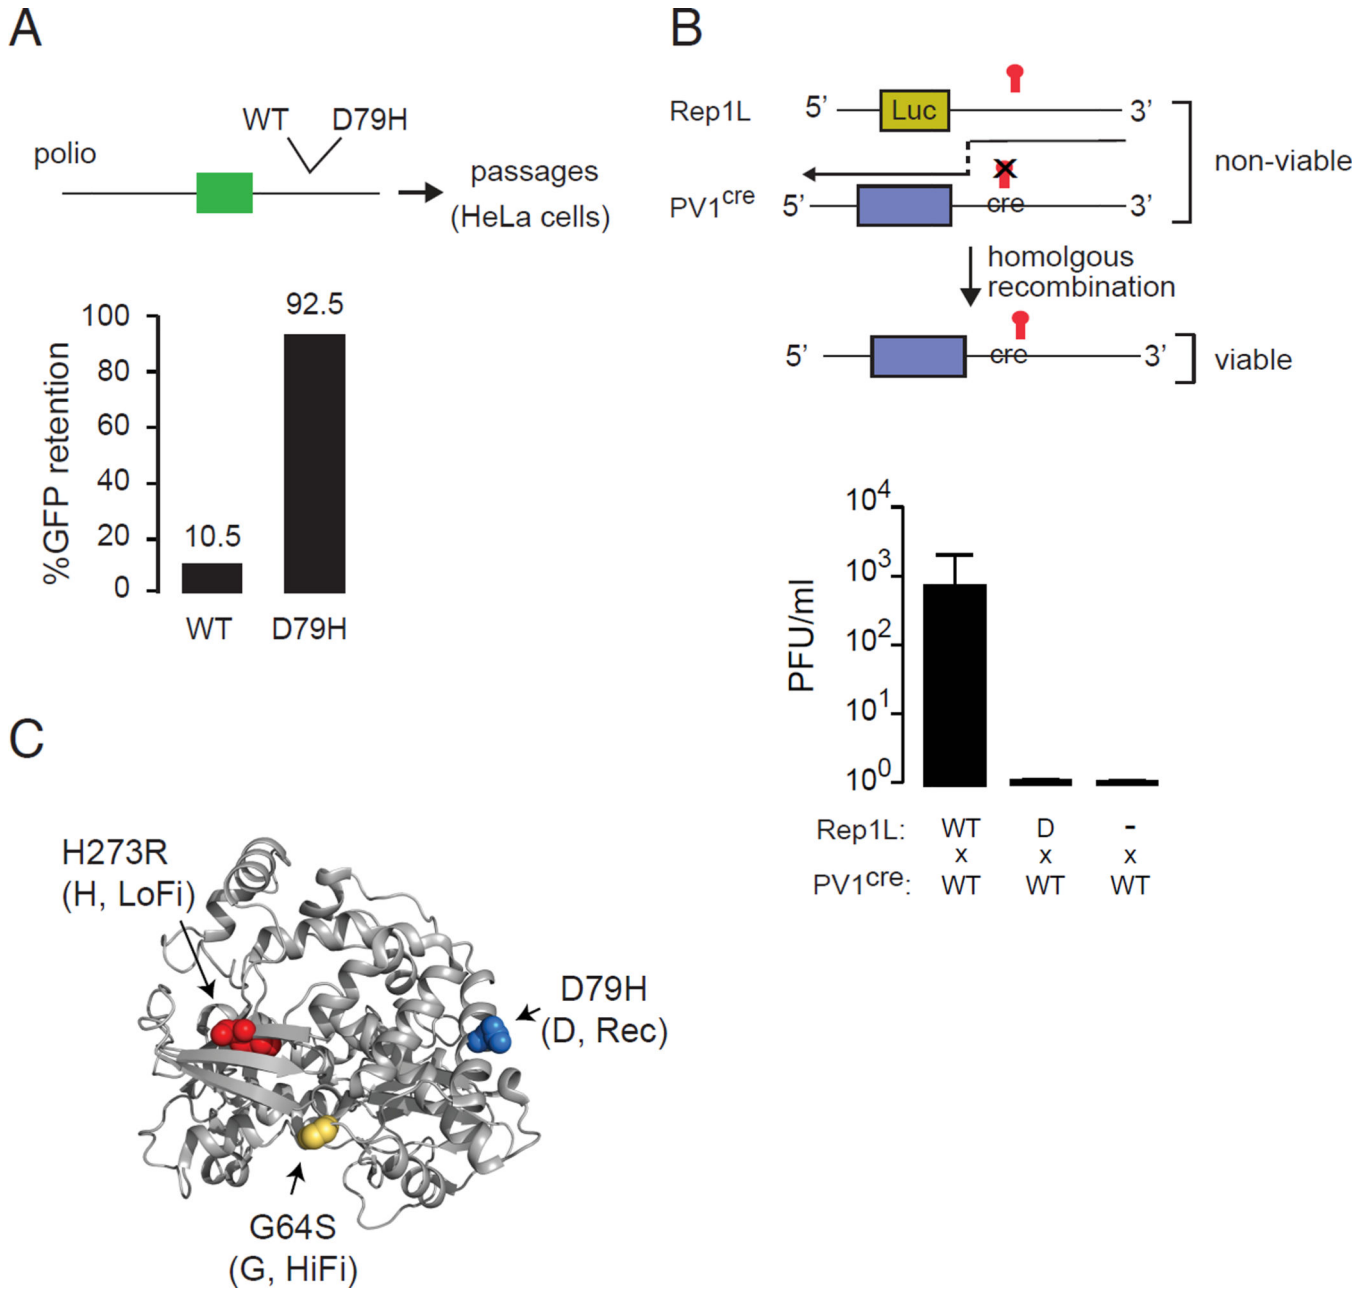 A
WT
D79H
polio
passages
(HeLa cells)
%GFP retention
100
80
60
40
20
0
92.5
10.5
WT
D79H
B
Rep1L
5’
Luc
3’
non-viable
PV1cre
5’
cre
3’
homolgous
recombination
5’
cre
3’
viable
PFU/ml
10^4
10^3
10^2
10^1
10^0
Rep1L: WT D -
x x x
PV1cre: WT WT WT
C
H273R
(H, LoFi)
D79H
(D, Rec)
G64S
(G, HiFi)